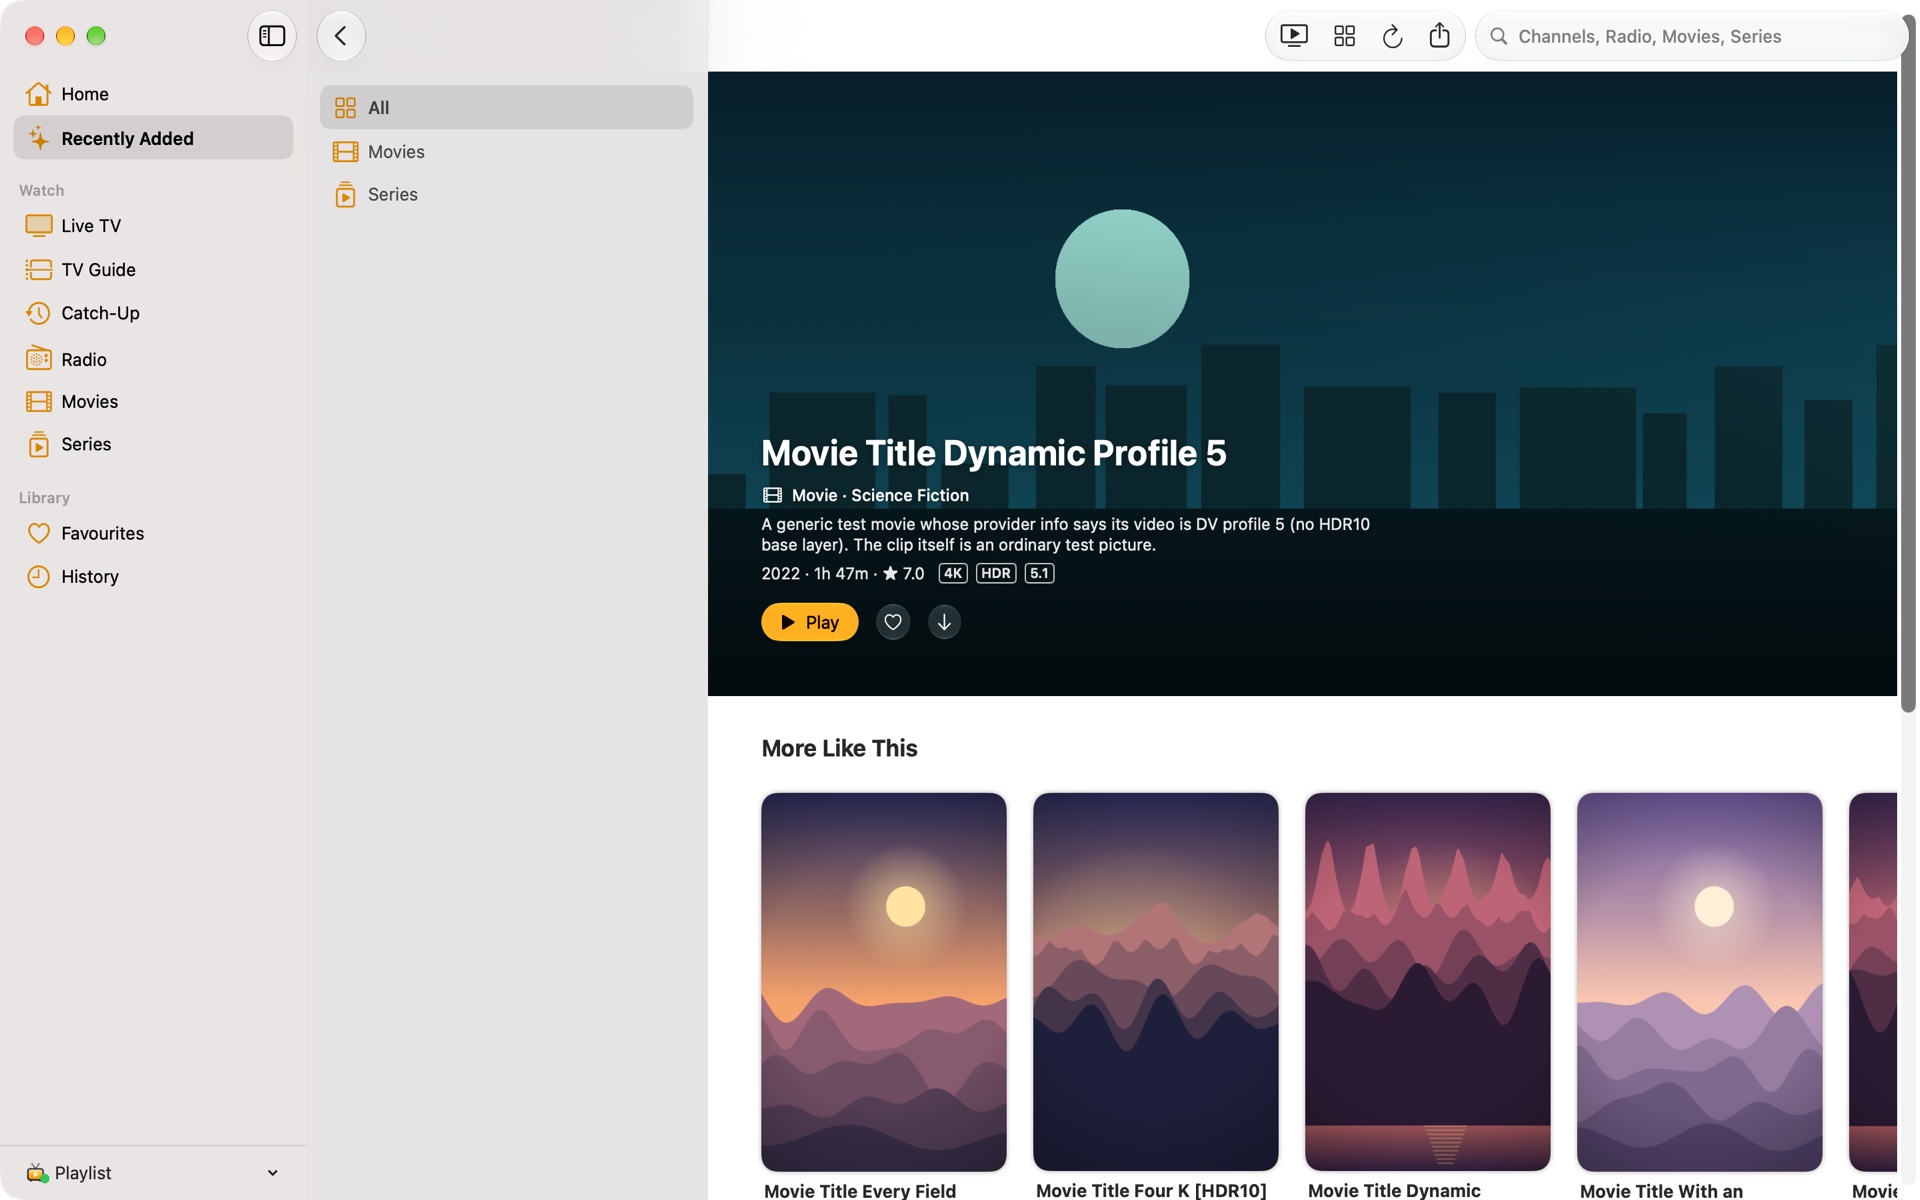 Channels, Radio, Movies, Series
Home
Recently Added
Watch
Live TV
TV Guide
Catch-Up
Radio
Movies
Series
Library
Favourites
History
Playlist
All
Movies
Series
Movie Title Dynamic Profile 5
Movie · Science Fiction
A generic test movie whose provider info says its video is DV profile 5 (no HDR10
base layer). The clip itself is an ordinary test picture.
2022 · 1h 47m · ★ 7.0 4K HDR 5.1
Play
More Like This
Movie Title Every Field
Movie Title Four K [HDR10]
Movie Title Dynamic
Movie Title With an